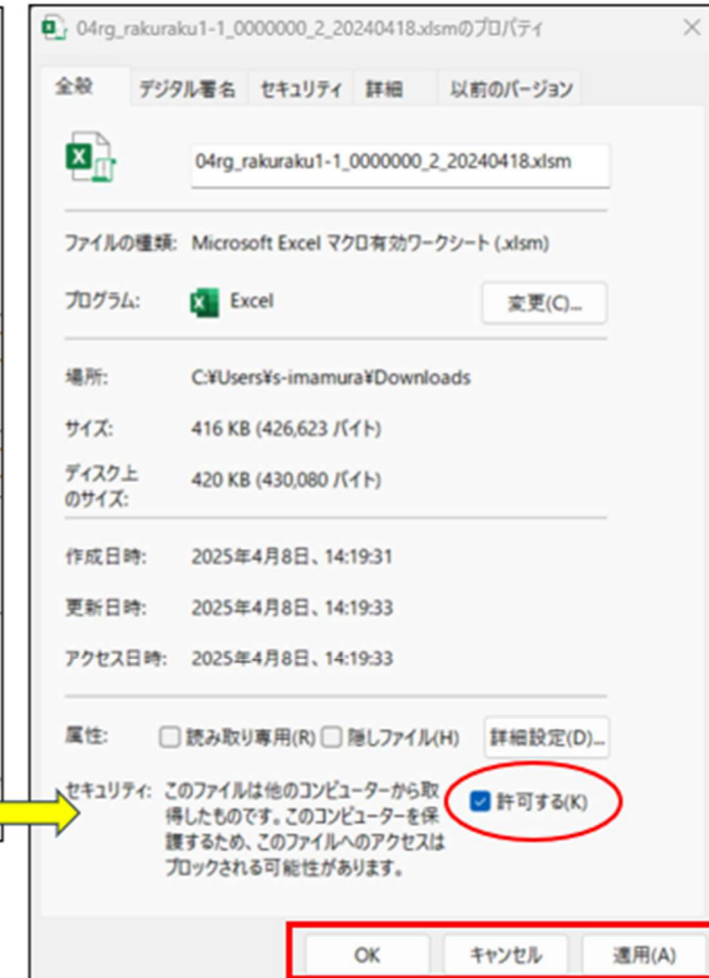 04rg_rakuraku1-1_0000000_2_20240418.xlsmのプロパティ
全般 デジタル署名 セキュリティ 詳細 以前のバージョン
04rg_rakuraku1-1_0000000_2_20240418.xlsm
ファイルの種類: Microsoft Excel マクロ有効ワークシート (.xlsm)
プログラム: Excel 変更(C)...
場所: C:¥Users¥s-imamura¥Downloads
サイズ: 416 KB (426,623 バイト)
ディスク上
のサイズ: 420 KB (430,080 バイト)
作成日時: 2025年4月8日、14:19:31
更新日時: 2025年4月8日、14:19:33
アクセス日時: 2025年4月8日、14:19:33
属性: 読み取り専用(R) 隠しファイル(H) 詳細設定(D)...
セキュリティ: このファイルは他のコンピューターから取
得したものです。このコンピューターを保
護するため、このファイルへのアクセスは
ブロックされる可能性があります。
許可する(K)
OK キャンセル 適用(A)